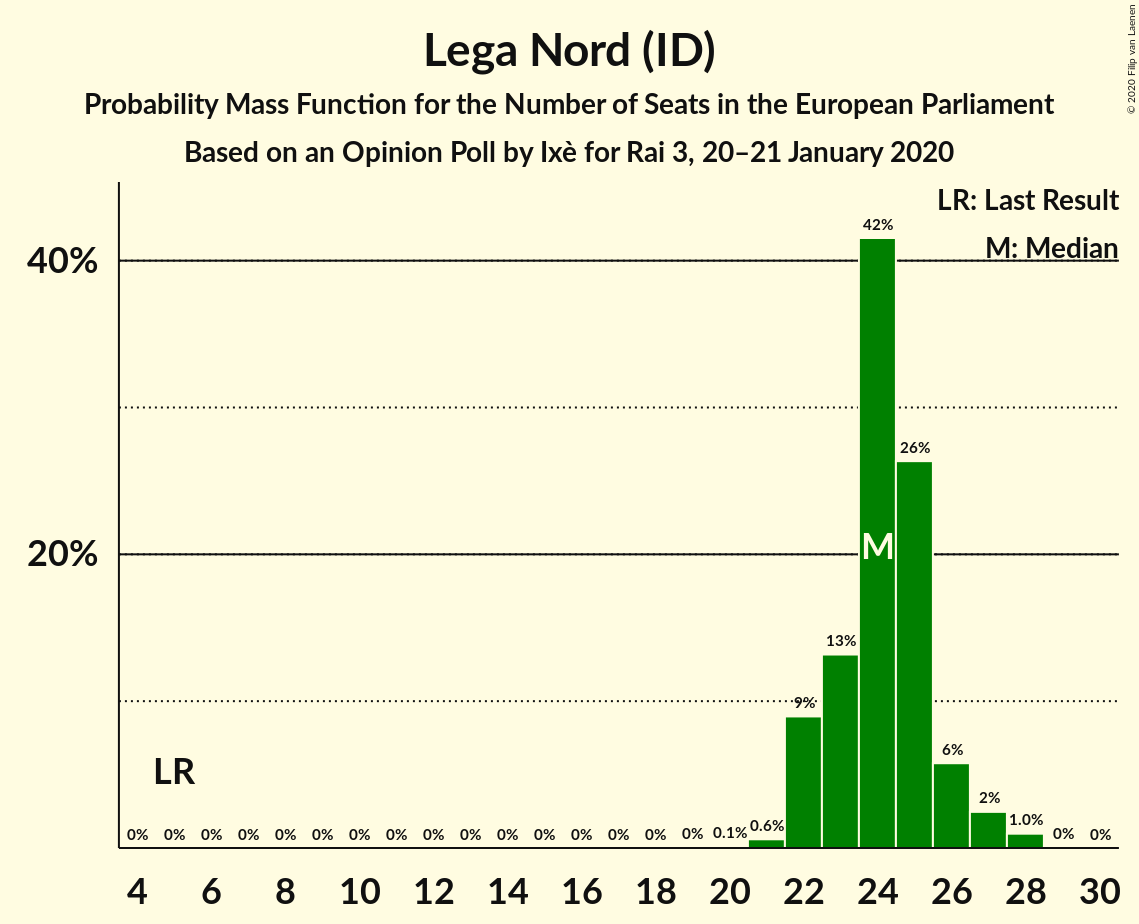 Lega Nord (ID)
Probability Mass Function for the Number of Seats in the European Parliament
Based on an Opinion Poll by Ixè for Rai 3, 20–21 January 2020
© 2020 Filip van Laenen
LR: Last Result
M: Median
40%
20%
LR
M
0% 0% 0% 0% 0% 0% 0% 0% 0% 0% 0% 0% 0% 0% 0% 0% 0.1% 0.6% 9% 13% 42% 26% 6% 2% 1.0% 0% 0%
4 6 8 10 12 14 16 18 20 22 24 26 28 30